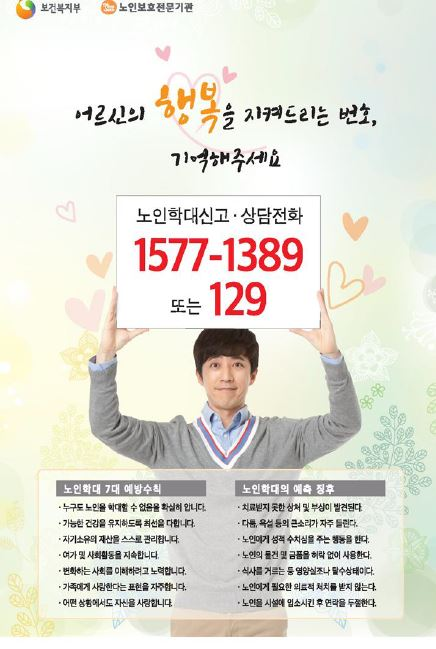 보건복지부 노인보호전문기관
어르신의 행복을 지켜드리는 번호,
기억해주세요
노인학대신고·상담전화
1577-1389
또는 129
노인학대 7대 예방수칙
·누구도 노인을 학대할 수 없음을 확실히 압니다.
·가능한 건강을 유지하도록 최선을 다합니다.
·자기소유의 재산을 스스로 관리합니다.
·여가 및 사회활동을 지속합니다.
·변화하는 사회를 이해하려고 노력합니다.
·가족에게 사랑한다는 표현을 자주합니다.
·어떤 상황에서도 자신을 사랑합니다.
노인학대의 예측 징후
·치료받지 못한 상처 및 부상이 발견된다.
·다툼, 욕설 등의 큰소리가 자주 들린다.
·노인에게 성적 수치심을 주는 행동을 한다.
·노인의 물건 및 금품을 허락 없이 사용한다.
·식사를 거르는 등 영양실조나 탈수상태이다.
·노인에게 필요한 의료적 처치를 받지 않는다.
·노인을 시설에 입소시킨 후 연락을 두절한다.